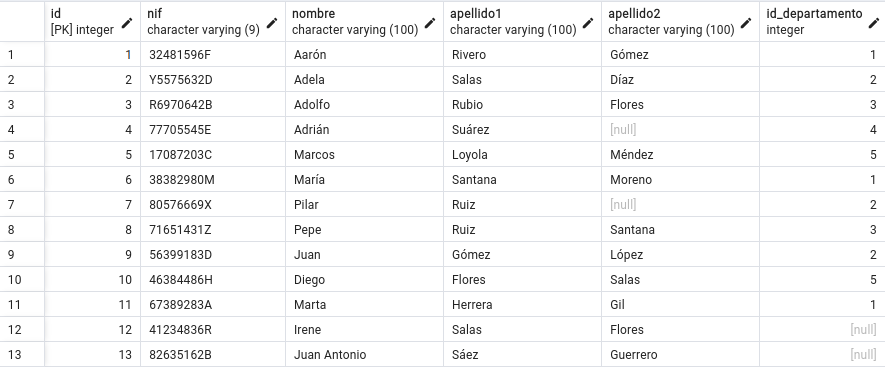 id nif nombre apellido1 apellido2 id_departamento
[PK] integer character varying (9) character varying (100) character varying (100) character varying (100) integer
1 1 32481596F Aarón Rivero Gómez 1
2 2 Y5575632D Adela Salas Díaz 2
3 3 R6970642B Adolfo Rubio Flores 3
4 4 77705545E Adrián Suárez [null] 4
5 5 17087203C Marcos Loyola Méndez 5
6 6 38382980M María Santana Moreno 1
7 7 80576669X Pilar Ruiz [null] 2
8 8 71651431Z Pepe Ruiz Santana 3
9 9 56399183D Juan Gómez López 2
10 10 46384486H Diego Flores Salas 5
11 11 67389283A Marta Herrera Gil 1
12 12 41234836R Irene Salas Flores [null]
13 13 82635162B Juan Antonio Sáez Guerrero [null]